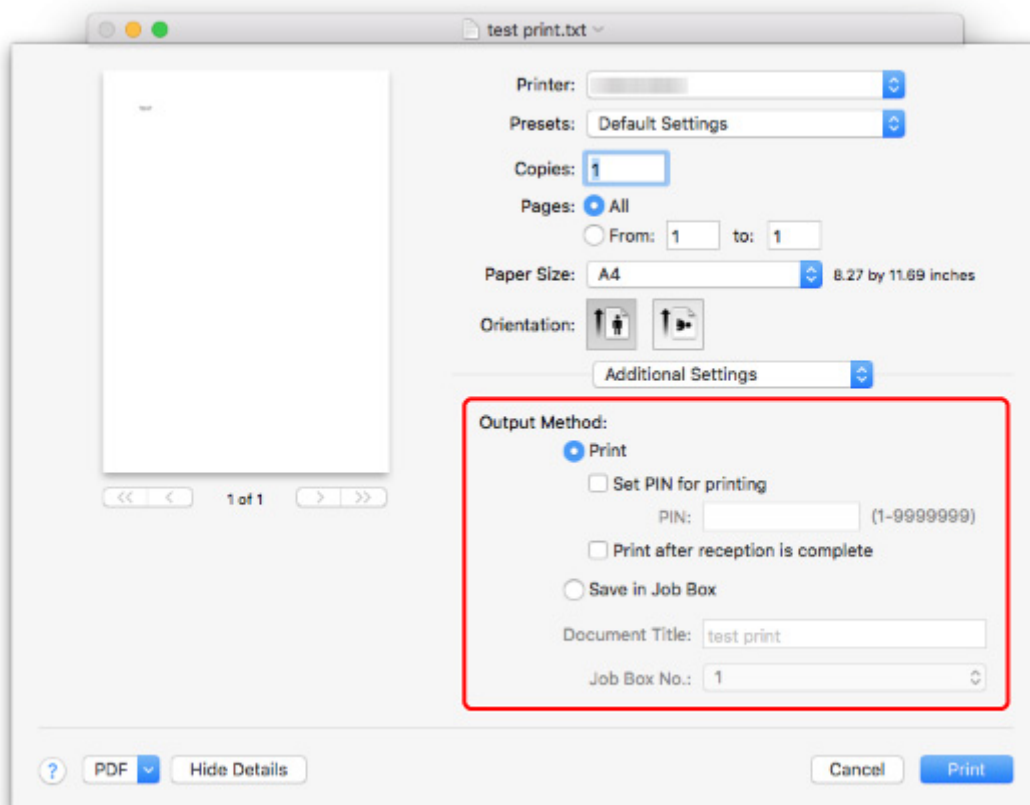 test print.txt
Printer:
Presets: Default Settings
Copies: 1
Pages: All
From: 1 to: 1
Paper Size: A4 8.27 by 11.69 inches
Orientation:
Additional Settings
Output Method:
Print
Set PIN for printing
PIN: (1-9999999)
Print after reception is complete
Save in Job Box
Document Title: test print
Job Box No.: 1
<< < 1 of 1 > >>
? PDF Hide Details Cancel Print